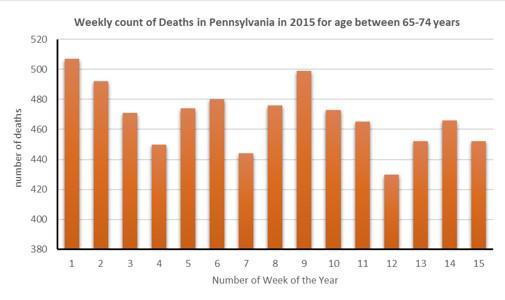 Weekly count of Deaths in Pennsylvania in 2015 for age between 65-74 years
520
500
480
460
440
420
400
380
number of deaths
1 2 3 4 5 6 7 8 9 10 11 12 13 14 15
Number of Week of the Year